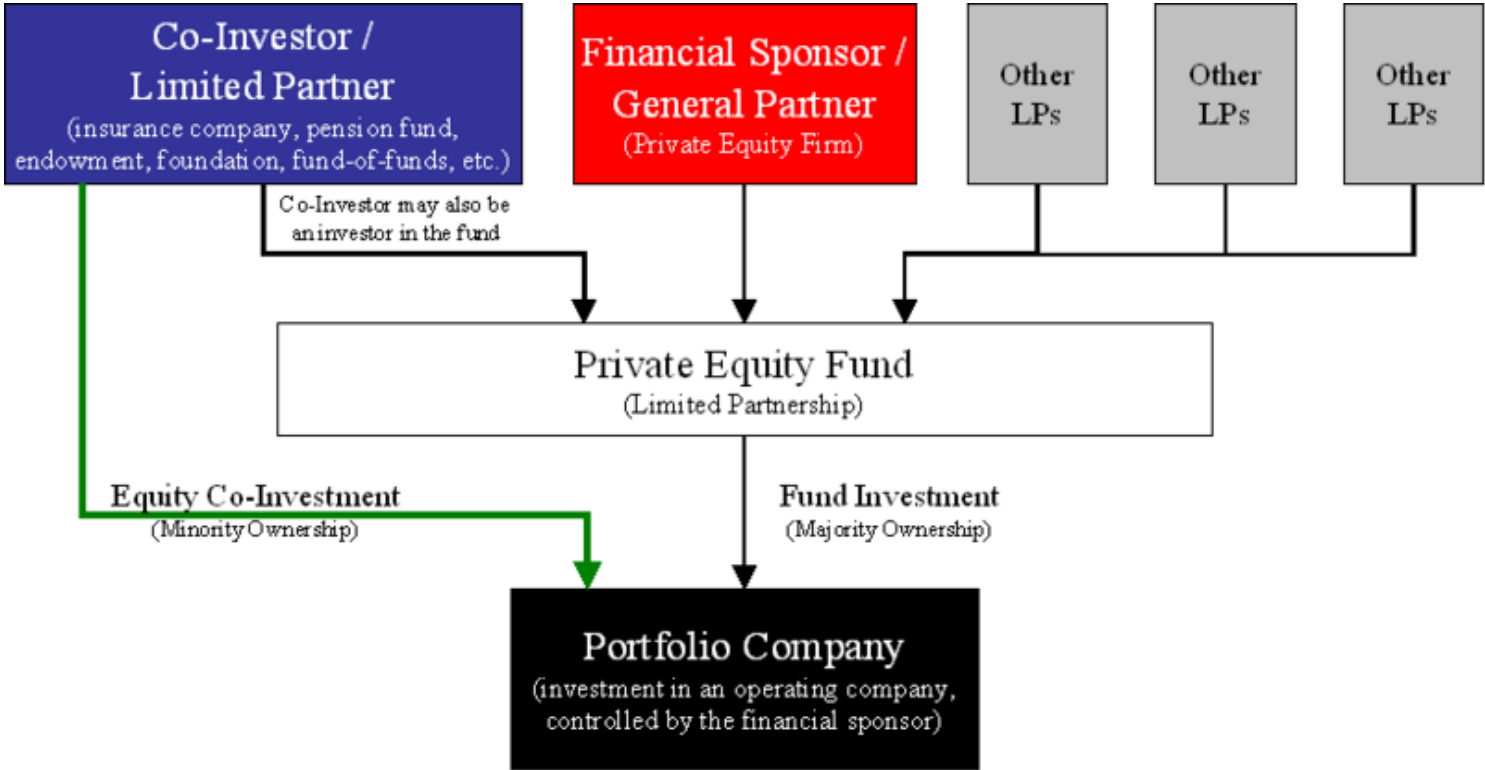 Co-Investor /
Limited Partner
(insurance company, pension fund,
endowment, foundation, fund-of-funds, etc.)
Financial Sponsor /
General Partner
(Private Equity Firm)
Other
LPs
Other
LPs
Other
LPs
Co-Investor may also be
an investor in the fund
Private Equity Fund
(Limited Partnership)
Equity Co-Investment
(Minority Ownership)
Fund Investment
(Majority Ownership)
Portfolio Company
(investment in an operating company,
controlled by the financial sponsor)